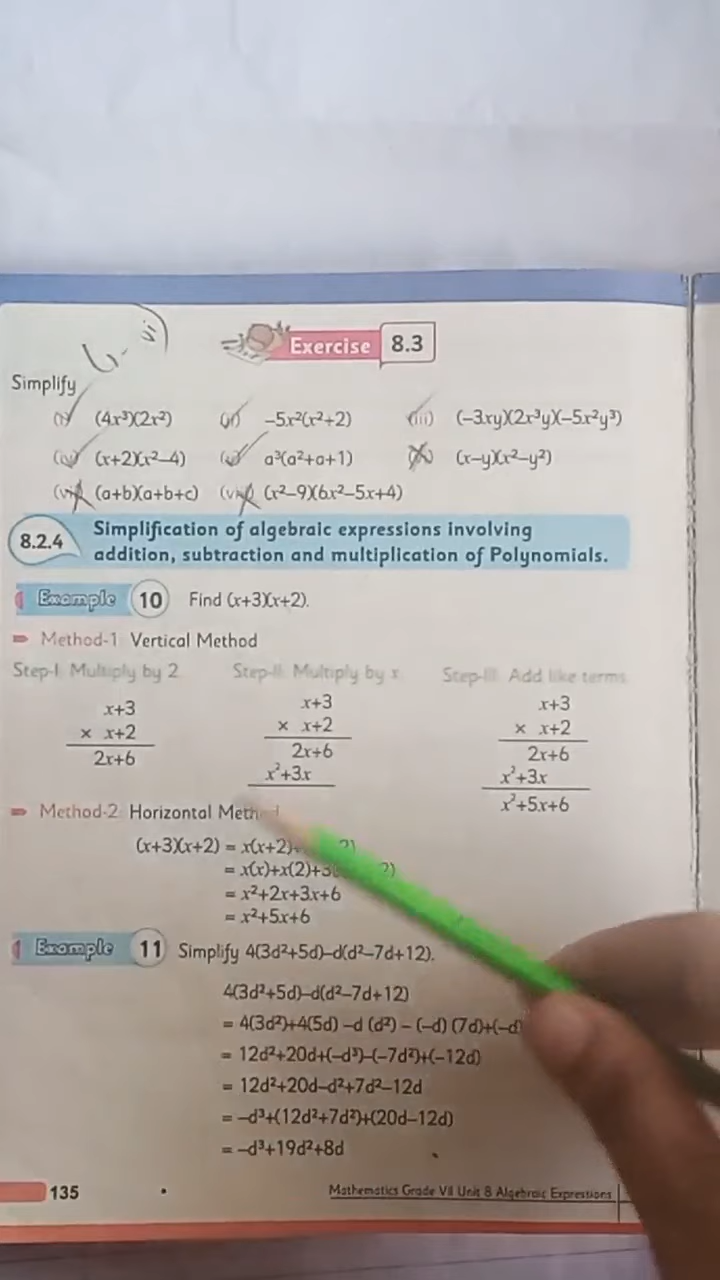 (i - vi)
Exercise 8.3
Simplify
(i) (4x³)(2x²) (ii) -5x²(x²+2) (iii) (-3xy)(2x³y)(-5x²y³)
(iv) (x+2)(x²-4) (v) a³(a²+a+1) (x-y)(x²-y²)
(vii) (a+b)(a+b+c) (viii) (x²-9)(6x²-5x+4)
8.2.4 Simplification of algebraic expressions involving
addition, subtraction and multiplication of Polynomials.
Example 10 Find (x+3)(x+2).
Method-1 Vertical Method
Step-I: Multiply by 2 Step-II: Multiply by x Step-III: Add like terms
x+3 x+3 x+3
× x+2 × x+2 × x+2
2x+6 2x+6 2x+6
x²+3x x²+3x
x²+5x+6
Method-2: Horizontal Meth
(x+3)(x+2) = x(x+2)+ 2)
= x(x)+x(2)+3 2)
= x²+2x+3x+6
= x²+5x+6
Example 11 Simplify 4(3d²+5d)-d(d²-7d+12).
4(3d²+5d)-d(d²-7d+12)
= 4(3d²)+4(5d) -d (d²) - (-d) (7d)+(-d
= 12d²+20d+(-d³)-(-7d²)+(-12d)
= 12d²+20d-d²+7d²-12d
= -d³+(12d²+7d²)+(20d-12d)
= -d³+19d²+8d
135 Mathematics Grade VII Unit 8 Algebraic Expressions